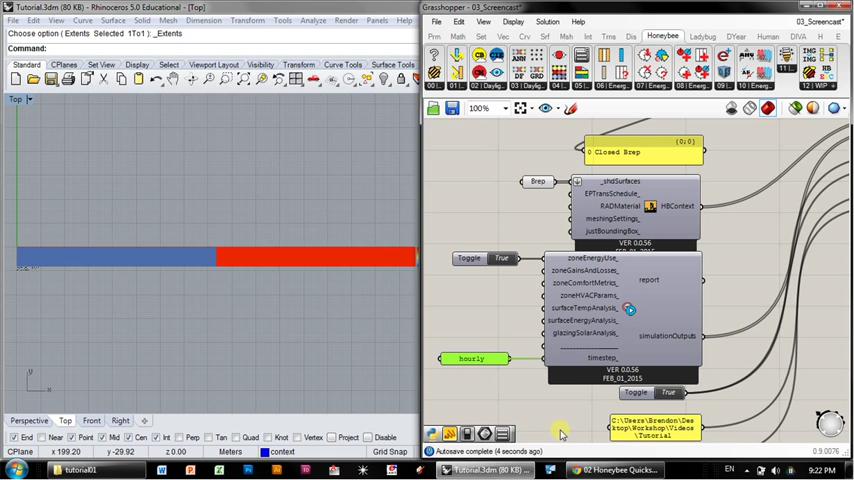 Tutorial.3dm (80 KB) - Rhinoceros 5.0 Educational - [Top]
File Edit View Curve Surface Solid Mesh Dimension Transform Tools Analyze Render
Choose option ( Extents Selected 1To1 ): _Extents
Command:
Standard CPlanes Set View Display Select Viewport Layout Visibility Transform Curve Tools Surface Tools
Top
y
x
Perspective Top Front Right
End Near Point Mid Cen Int Perp Tan Quad Knot Vertex Project Disable
CPlane x 199.20 y -29.92 z 0.00 context Grid Snap
Grasshopper - 03_Screencast*
File Edit View Display Solution Help 03_Screencast*
Prm Math Set Vec Crv Srf Msh Int Trns Dis Honeybee Ladybug DEY Human DIVA U
100%
{0;0}
0 Closed Brep
Brep
_shdSurfaces
EPTransSchedule_
RADMaterial HBContext
meshingSettings_
justBoundingBox_
VER 0.0.56
FEB_01_2015
Toggle True
zoneEnergyUse_
zoneGainsAndLosses_
zoneComfortMetrics_
zoneHVACParams_
surfaceTempAnalysis_
surfaceEnergyAnalysis_
glazingSolarAnalysis_
timestep_
report
simulationOutputs
hourly
VER 0.0.56
FEB_01_2015
Toggle True
C:\Users\Brendon\Des
ktop\Workshop\Videos
\Tutorial
Autosave complete (4 seconds ago) 0.9.0076
tutorial01 Tutorial.3dm (80 KB) ... 02 Honeybee Quicks... EN 9:22 PM